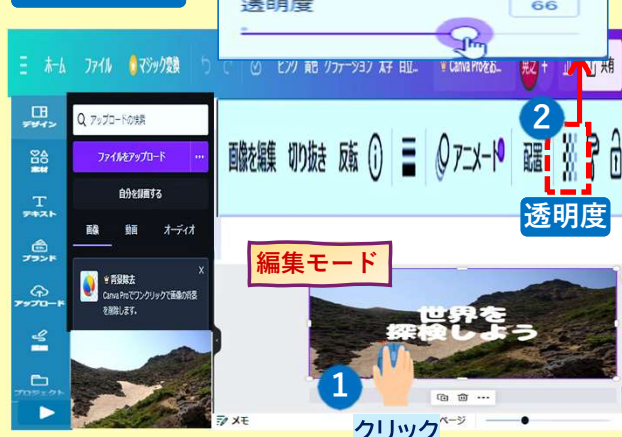 透明度
66
ホーム
ファイル
マジック変換
Canva Proをお…
共有
デザイン
素材
テキスト
ブランド
アップロード
プロジェクト
アップロードの検索
ファイルをアップロード
自分を録画する
画像
動画
オーディオ
背景除去
X
Canva Proでワンクリックで画像の背景
を削除します。
画像を編集
切り抜き
反転
アニメート
配置
2
透明度
編集モード
世界を
探検しよう
1
クリック
メモ
ページ